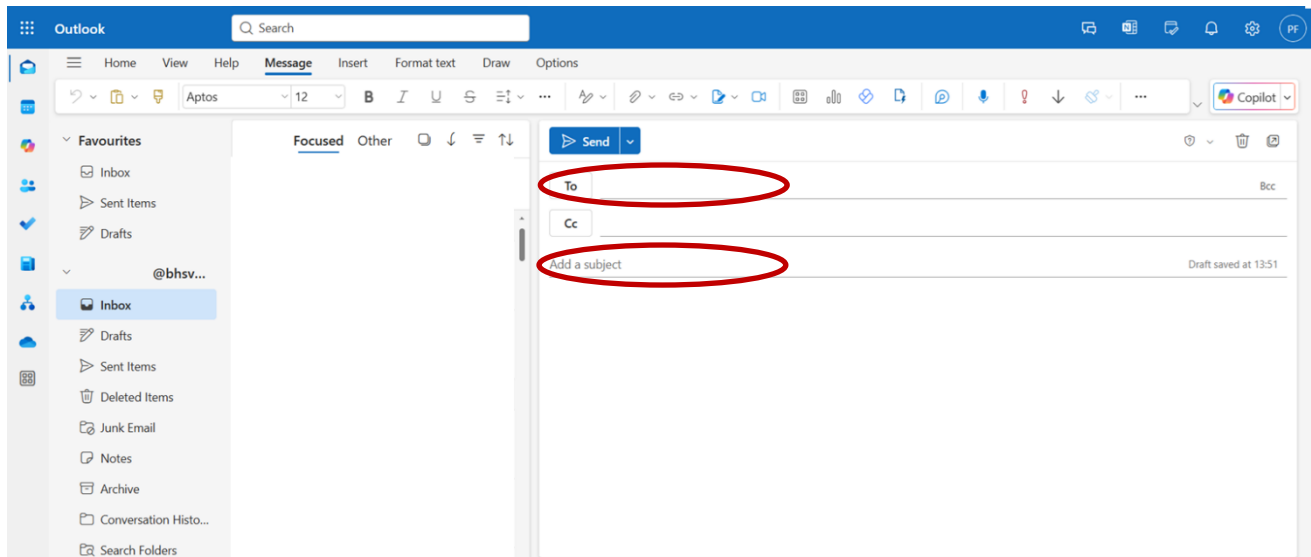 Outlook
Search
PF
Home View Help Message Insert Format text Draw Options
Aptos 12 B I U S Copilot
Favourites
Focused Other
Send
Inbox
To
Bcc
Sent Items
Cc
Drafts
Add a subject
Draft saved at 13:51
@bhsv...
Inbox
Drafts
Sent Items
Deleted Items
Junk Email
Notes
Archive
Conversation Histo...
Search Folders